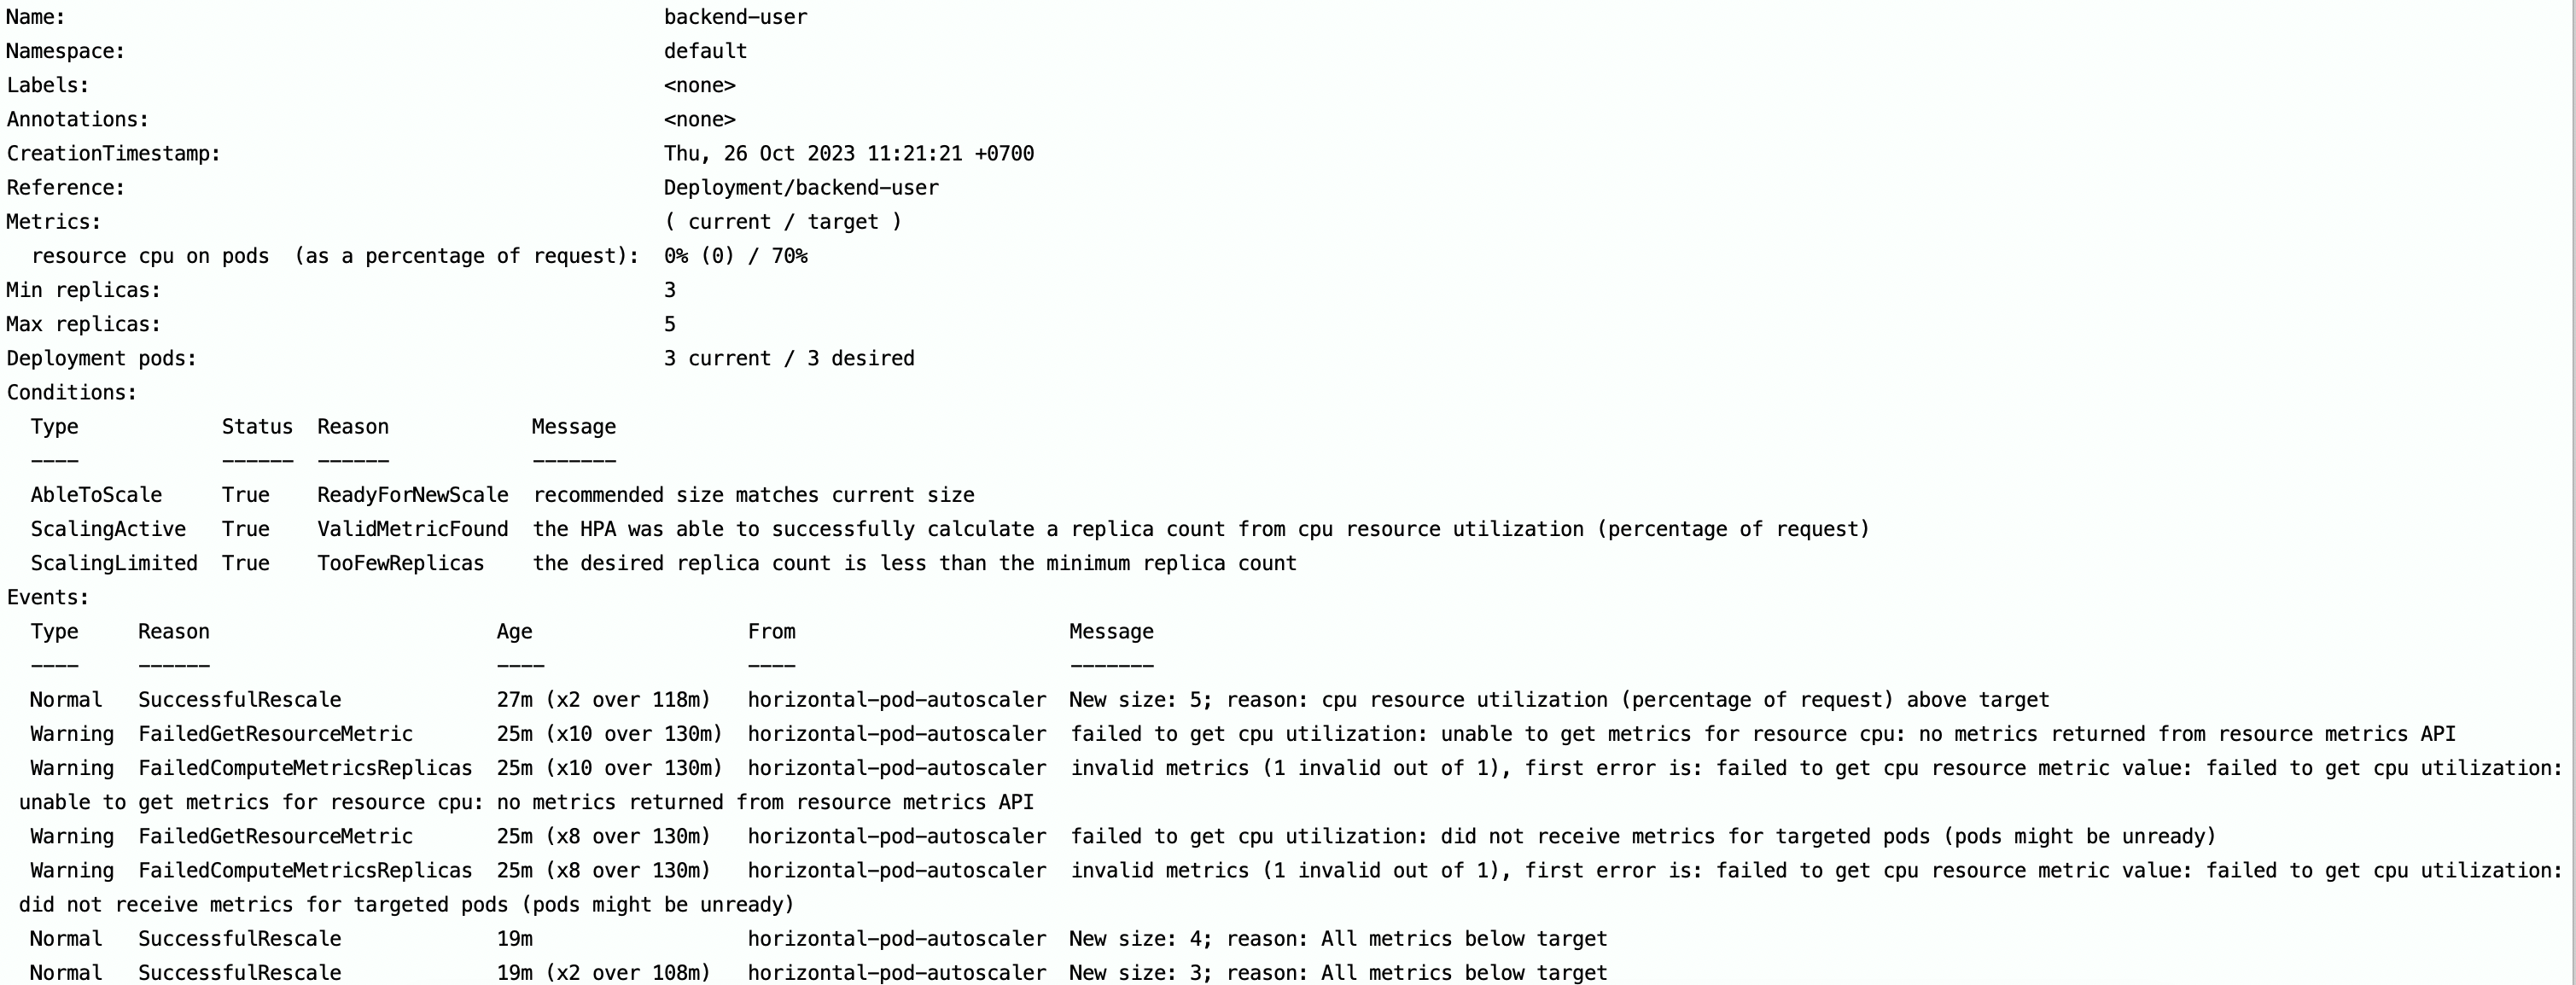 Name:                                                  backend-user
Namespace:                                             default
Labels:                                                <none>
Annotations:                                           <none>
CreationTimestamp:                                     Thu, 26 Oct 2023 11:21:21 +0700
Reference:                                             Deployment/backend-user
Metrics:                                               ( current / target )
  resource cpu on pods  (as a percentage of request):  0% (0) / 70%
Min replicas:                                          3
Max replicas:                                          5
Deployment pods:                                       3 current / 3 desired
Conditions:
  Type            Status  Reason            Message
  ----            ------  ------            -------
  AbleToScale     True    ReadyForNewScale  recommended size matches current size
  ScalingActive   True    ValidMetricFound  the HPA was able to successfully calculate a replica count from cpu resource utilization (percentage of request)
  ScalingLimited  True    TooFewReplicas    the desired replica count is less than the minimum replica count
Events:
  Type     Reason                        Age                  From                       Message
  ----     ------                        ----                 ----                       -------
  Normal   SuccessfulRescale             27m (x2 over 118m)   horizontal-pod-autoscaler  New size: 5; reason: cpu resource utilization (percentage of request) above target
  Warning  FailedGetResourceMetric       25m (x10 over 130m)  horizontal-pod-autoscaler  failed to get cpu utilization: unable to get metrics for resource cpu: no metrics returned from resource metrics API
  Warning  FailedComputeMetricsReplicas  25m (x10 over 130m)  horizontal-pod-autoscaler  invalid metrics (1 invalid out of 1), first error is: failed to get cpu resource metric value: failed to get cpu utilization:
 unable to get metrics for resource cpu: no metrics returned from resource metrics API
  Warning  FailedGetResourceMetric       25m (x8 over 130m)   horizontal-pod-autoscaler  failed to get cpu utilization: did not receive metrics for targeted pods (pods might be unready)
  Warning  FailedComputeMetricsReplicas  25m (x8 over 130m)   horizontal-pod-autoscaler  invalid metrics (1 invalid out of 1), first error is: failed to get cpu resource metric value: failed to get cpu utilization:
 did not receive metrics for targeted pods (pods might be unready)
  Normal   SuccessfulRescale             19m                  horizontal-pod-autoscaler  New size: 4; reason: All metrics below target
  Normal   SuccessfulRescale             19m (x2 over 108m)   horizontal-pod-autoscaler  New size: 3; reason: All metrics below target